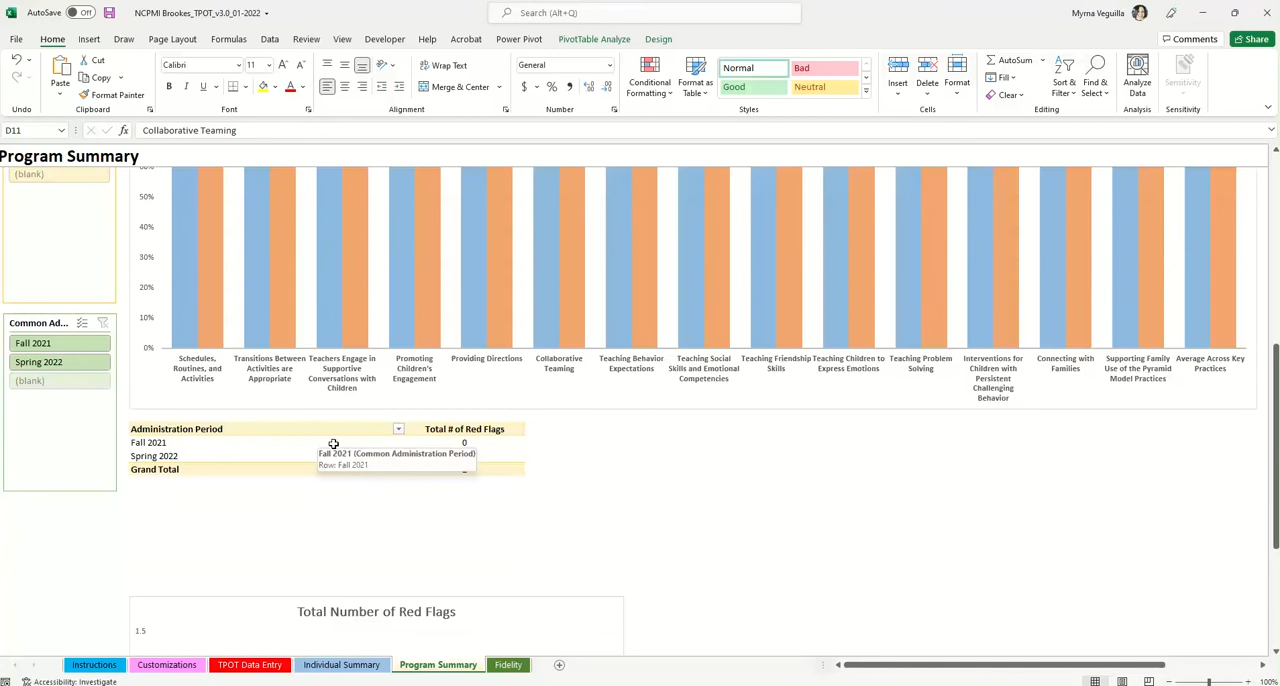 AutoSave Off NCPMI Brookes_TPOT_v3.0_01-2022 Search (Alt+Q) Myrna Veguilla
File Home Insert Draw Page Layout Formulas Data Review View Developer Help Acrobat Power Pivot PivotTable Analyze Design Comments Share
Paste Cut Copy Format Painter Calibri 11 Wrap Text Merge & Center General Conditional Formatting Format as Table Normal Bad Good Neutral Insert Delete Format AutoSum Fill Clear Sort & Filter Find & Select Analyze Data Sensitivity
Undo Clipboard Font Alignment Number Styles Cells Editing Analysis Sensitivity
D11 Collaborative Teaming
Program Summary
(blank)
60%
50%
40%
30%
20%
10%
0%
Common Ad...
Fall 2021
Spring 2022
(blank)
Schedules, Routines, and Activities
Transitions Between Activities are Appropriate
Teachers Engage in Supportive Conversations with Children
Promoting Children's Engagement
Providing Directions
Collaborative Teaming
Teaching Behavior Expectations
Teaching Social Skills and Emotional Competencies
Teaching Friendship Skills
Teaching Children to Express Emotions
Teaching Problem Solving
Interventions for Children with Persistent Challenging Behavior
Connecting with Families
Supporting Family Use of the Pyramid Model Practices
Average Across Key Practices
Administration Period Total # of Red Flags
Fall 2021 0
Spring 2022
Grand Total
Fall 2021 (Common Administration Period)
Row: Fall 2021
Total Number of Red Flags
1.5
Instructions Customizations TPOT Data Entry Individual Summary Program Summary Fidelity
Accessibility: Investigate 100%